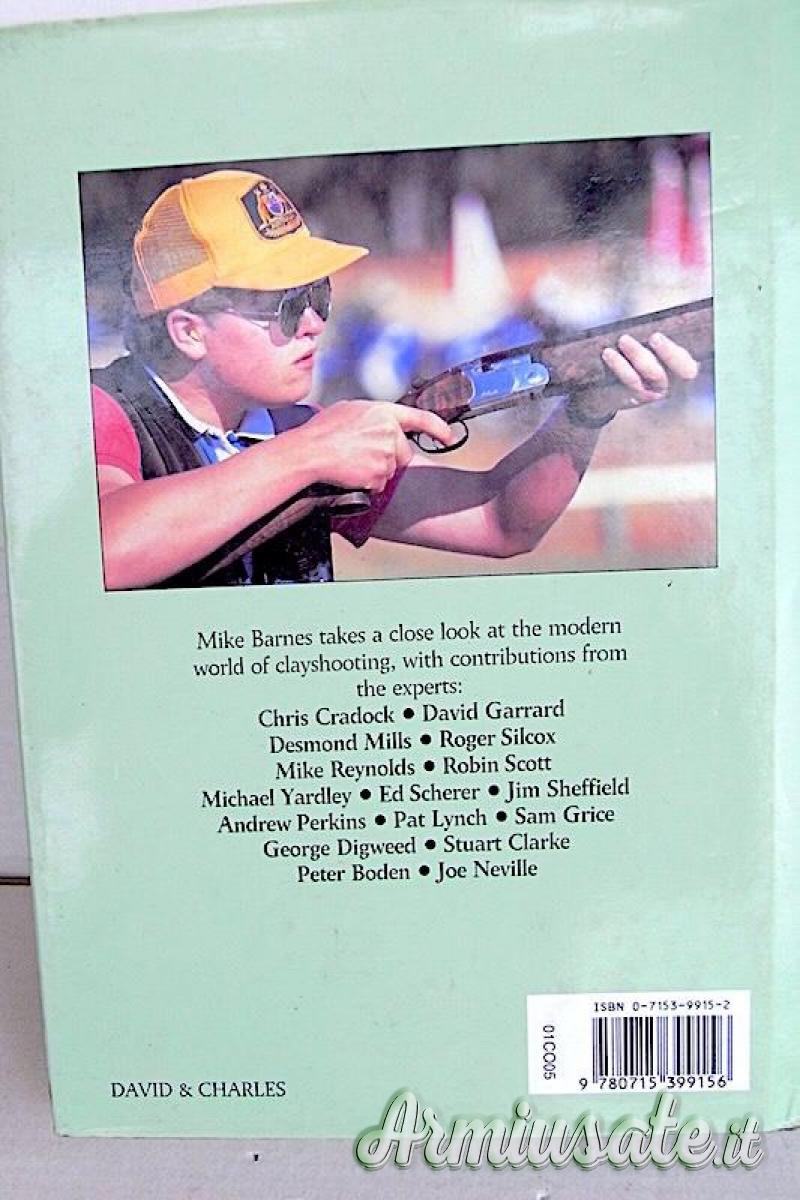 Mike Barnes takes a close look at the modern
world of clayshooting, with contributions from
the experts:
Chris Cradock • David Garrard
Desmond Mills • Roger Silcox
Mike Reynolds • Robin Scott
Michael Yardley • Ed Scherer • Jim Sheffield
Andrew Perkins • Pat Lynch • Sam Grice
George Digweed • Stuart Clarke
Peter Boden • Joe Neville
ISBN 0-7153-9915-2
01CC05
9 780715 399156
DAVID & CHARLES
Armiusate.it